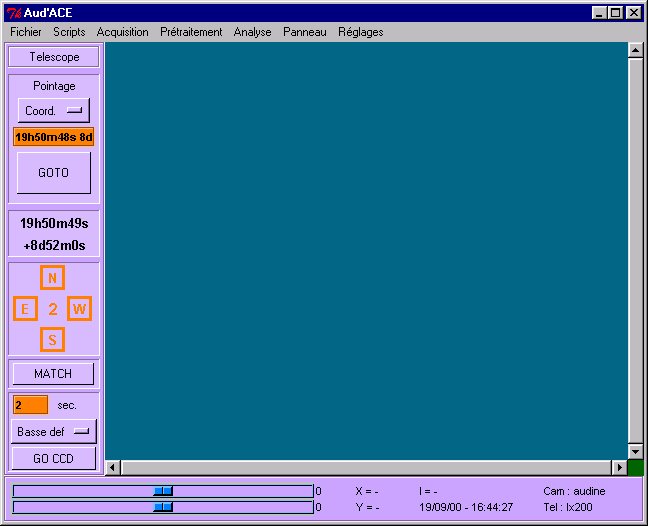 Aud'ACE
Fichier Scripts Acquisition Prétraitement Analyse Panneau Réglages
Telescope
Pointage
Coord.
19h50m48s 8d
GOTO
19h50m49s
+8d52m0s
N
E 2 W
S
MATCH
2 sec.
Basse def
GO CCD
0 X = - I = - Cam : audine
0 Y = - 19/09/00 - 16:44:27 Tel : lx200